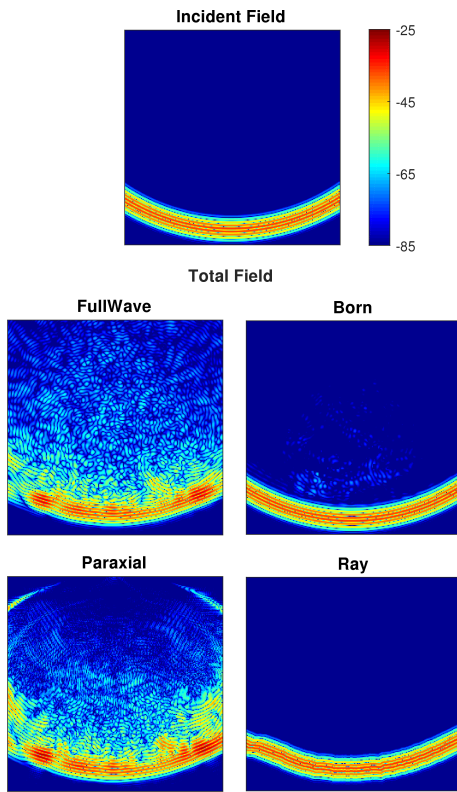 Incident Field
-25
-45
-65
-85
Total Field
FullWave
Born
Paraxial
Ray